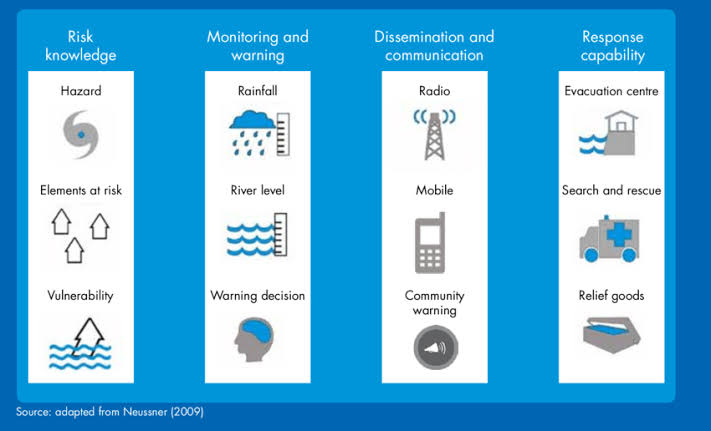 Risk
knowledge
Hazard
Elements at risk
Vulnerability
Monitoring and
warning
Rainfall
River level
Warning decision
Dissemination and
communication
Radio
Mobile
Community
warning
Response
capability
Evacuation centre
Search and rescue
Relief goods
Source: adapted from Neussner (2009)